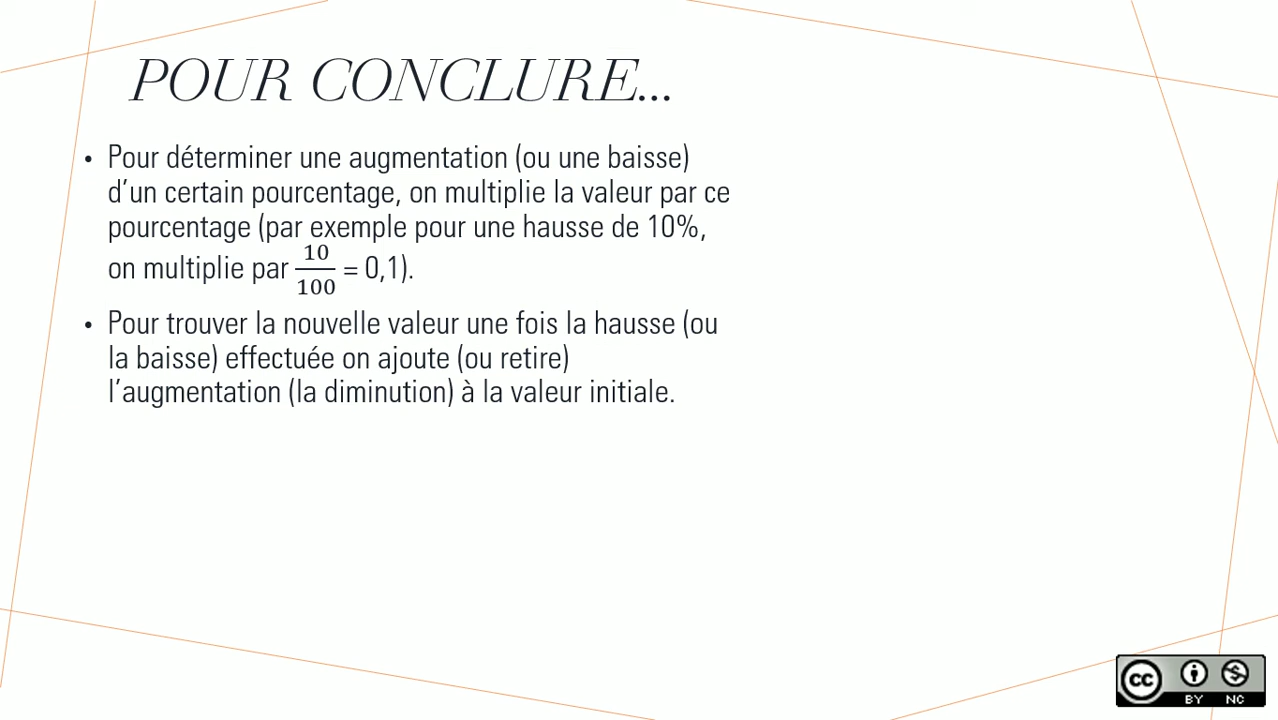 POUR CONCLURE...
• Pour déterminer une augmentation (ou une baisse)
d’un certain pourcentage, on multiplie la valeur par ce
pourcentage (par exemple pour une hausse de 10%,
on multiplie par 10/100 = 0,1).
• Pour trouver la nouvelle valeur une fois la hausse (ou
la baisse) effectuée on ajoute (ou retire)
l’augmentation (la diminution) à la valeur initiale.
CC BY NC